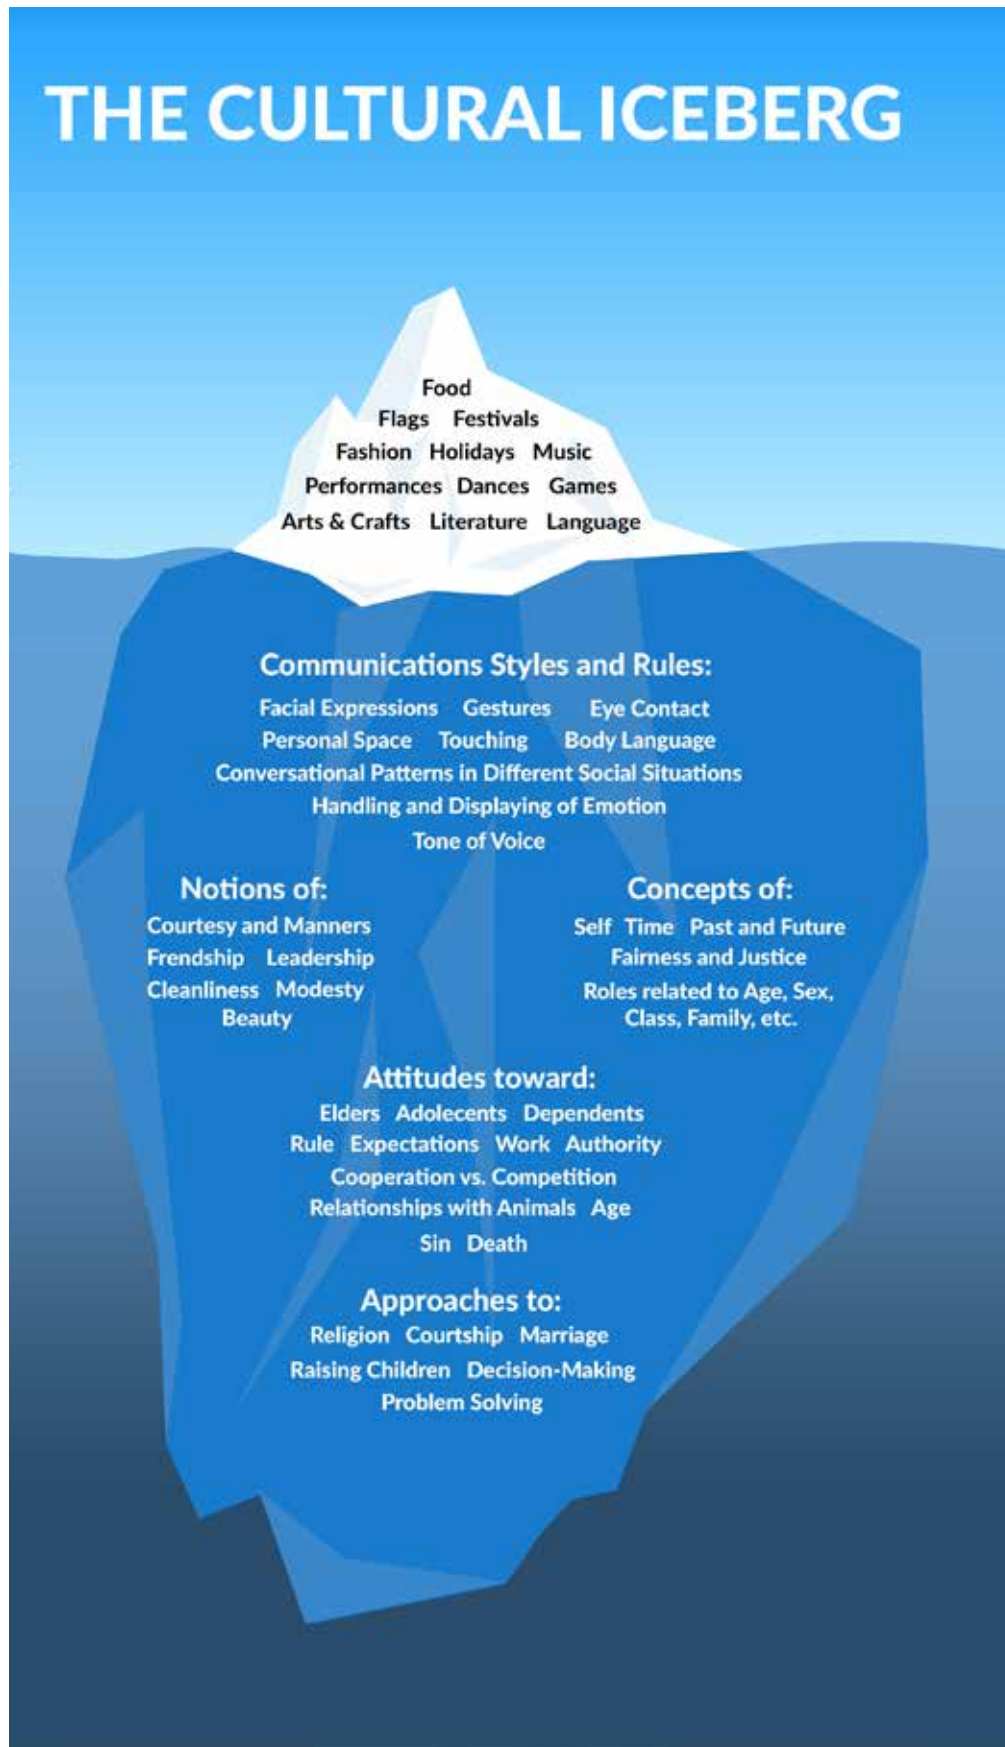 THE CULTURAL ICEBERG
Food
Flags Festivals
Fashion Holidays Music
Performances Dances Games
Arts & Crafts Literature Language
Communications Styles and Rules:
Facial Expressions Gestures Eye Contact
Personal Space Touching Body Language
Conversational Patterns in Different Social Situations
Handling and Displaying of Emotion
Tone of Voice
Notions of:
Courtesy and Manners
Frendship Leadership
Cleanliness Modesty
Beauty
Concepts of:
Self Time Past and Future
Fairness and Justice
Roles related to Age, Sex,
Class, Family, etc.
Attitudes toward:
Elders Adolecents Dependents
Rule Expectations Work Authority
Cooperation vs. Competition
Relationships with Animals Age
Sin Death
Approaches to:
Religion Courtship Marriage
Raising Children Decision-Making
Problem Solving